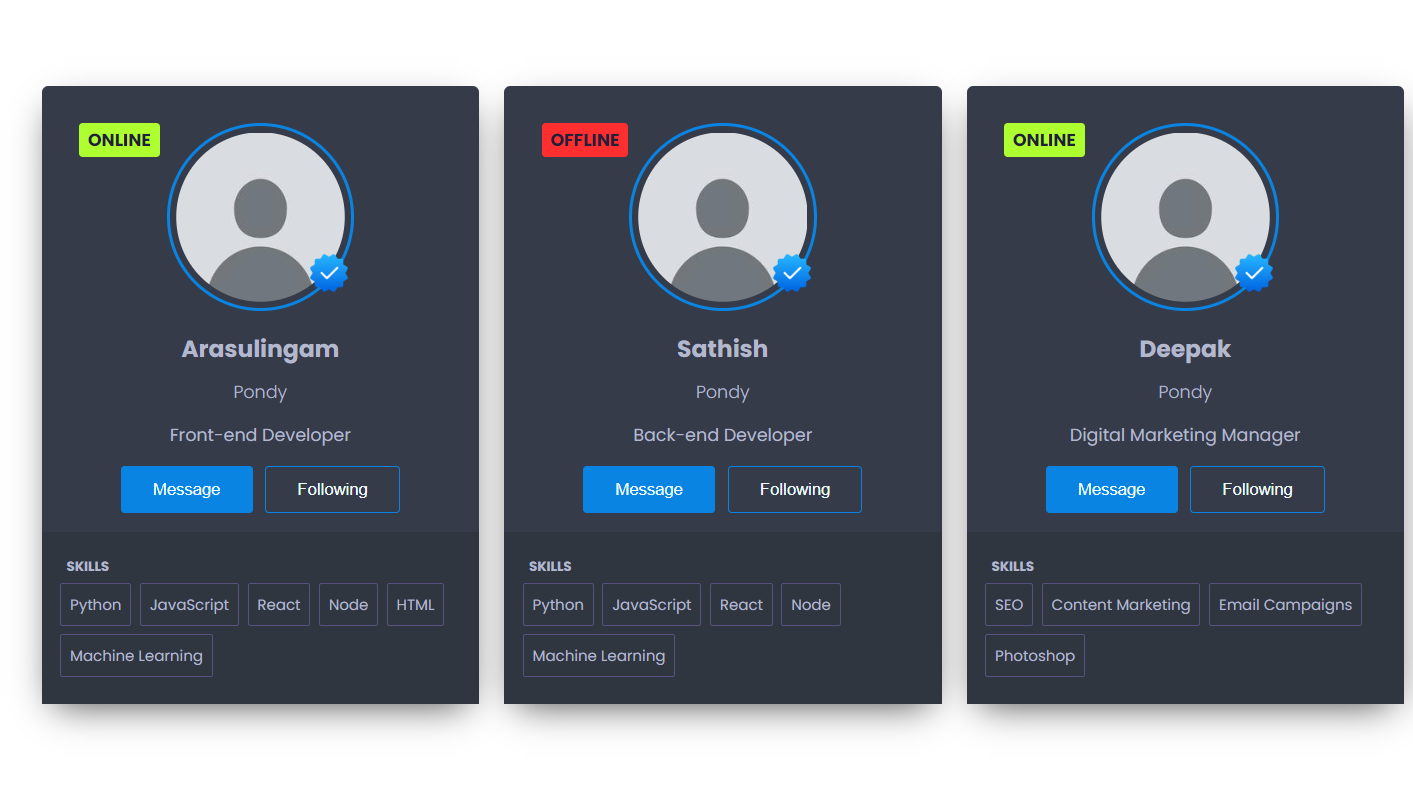 ONLINE
Arasulingam
Pondy
Front-end Developer
Message Following
SKILLS
Python JavaScript React Node HTML
Machine Learning
OFFLINE
Sathish
Pondy
Back-end Developer
Message Following
SKILLS
Python JavaScript React Node
Machine Learning
ONLINE
Deepak
Pondy
Digital Marketing Manager
Message Following
SKILLS
SEO Content Marketing Email Campaigns
Photoshop